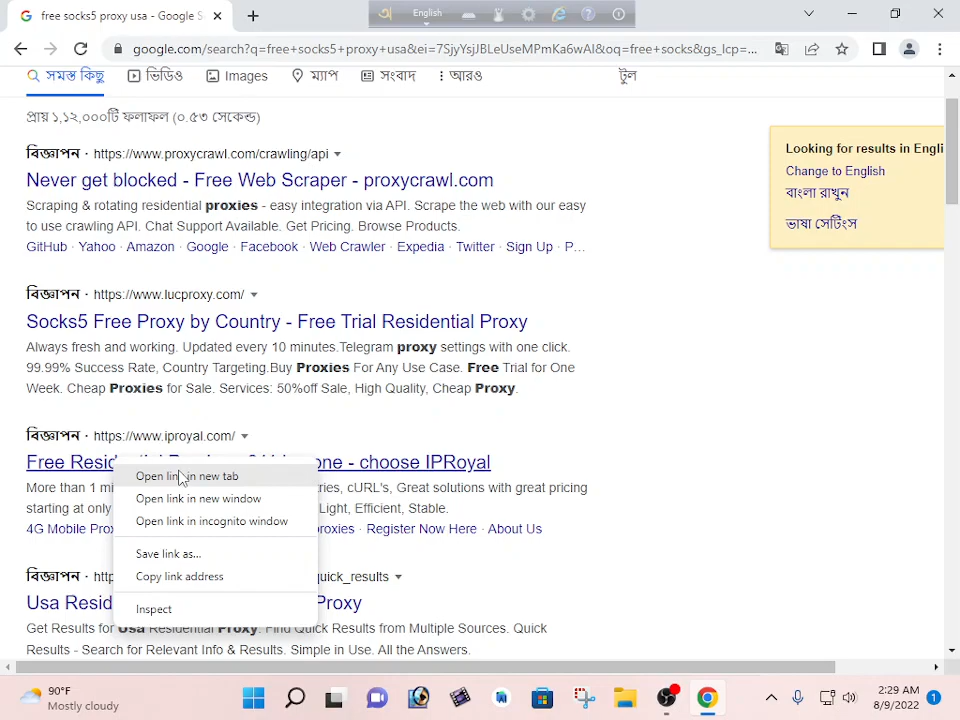 free socks5 proxy usa - Google S
English
google.com/search?q=free+socks5+proxy+usa&ei=7SjyYsjJBLeUseMPmKa6wAI&oq=free+socks&gs_lcp=...
সমস্ত কিছু ভিডিও Images ম্যাপ সংবাদ আরও টুল
প্রায় ১,১২,০০০টি ফলাফল (০.৫৩ সেকেন্ড)
Looking for results in Engli
Change to English
বাংলা রাখুন
ভাষা সেটিংস
বিজ্ঞাপন · https://www.proxycrawl.com/crawling/api
Never get blocked - Free Web Scraper - proxycrawl.com
Scraping & rotating residential proxies - easy integration via API. Scrape the web with our easy
to use crawling API. Chat Support Available. Get Pricing. Browse Products.
GitHub · Yahoo · Amazon · Google · Facebook · Web Crawler · Expedia · Twitter · Sign Up · P...
বিজ্ঞাপন · https://www.lucproxy.com/
Socks5 Free Proxy by Country - Free Trial Residential Proxy
Always fresh and working. Updated every 10 minutes.Telegram proxy settings with one click.
99.99% Success Rate, Country Targeting.Buy Proxies For Any Use Case. Free Trial for One
Week. Cheap Proxies for Sale. Services: 50%off Sale, High Quality, Cheap Proxy.
বিজ্ঞাপন · https://www.iproyal.com/
Free Resid one - choose IPRoyal
More than 1 mi ries, cURL's, Great solutions with great pricing
starting at only Light, Efficient, Stable.
4G Mobile Prox proxies · Register Now Here · About Us
Open link in new tab
Open link in new window
Open link in incognito window
Save link as...
Copy link address
Inspect
বিজ্ঞাপন · http quick_results
Usa Resid Proxy
Get Results for Usa Residential Proxy. Find Quick Results from Multiple Sources. Quick
Results - Search for Relevant Info & Results. Simple in Use. All the Answers.
90°F
Mostly cloudy
2:29 AM
8/9/2022
1